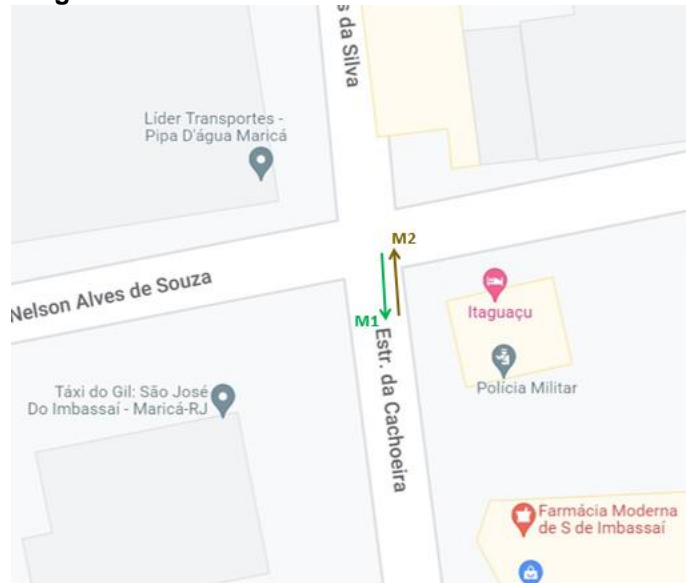 s da Silva
Líder Transportes -
Pipa D'água Maricá
M2
Nelson Alves de Souza
Itaguaçu
M1
Estr. da Cachoeira
Polícia Militar
Táxi do Gil: São José
Do Imbassaí - Maricá-RJ
Farmácia Moderna
de S de Imbassaí